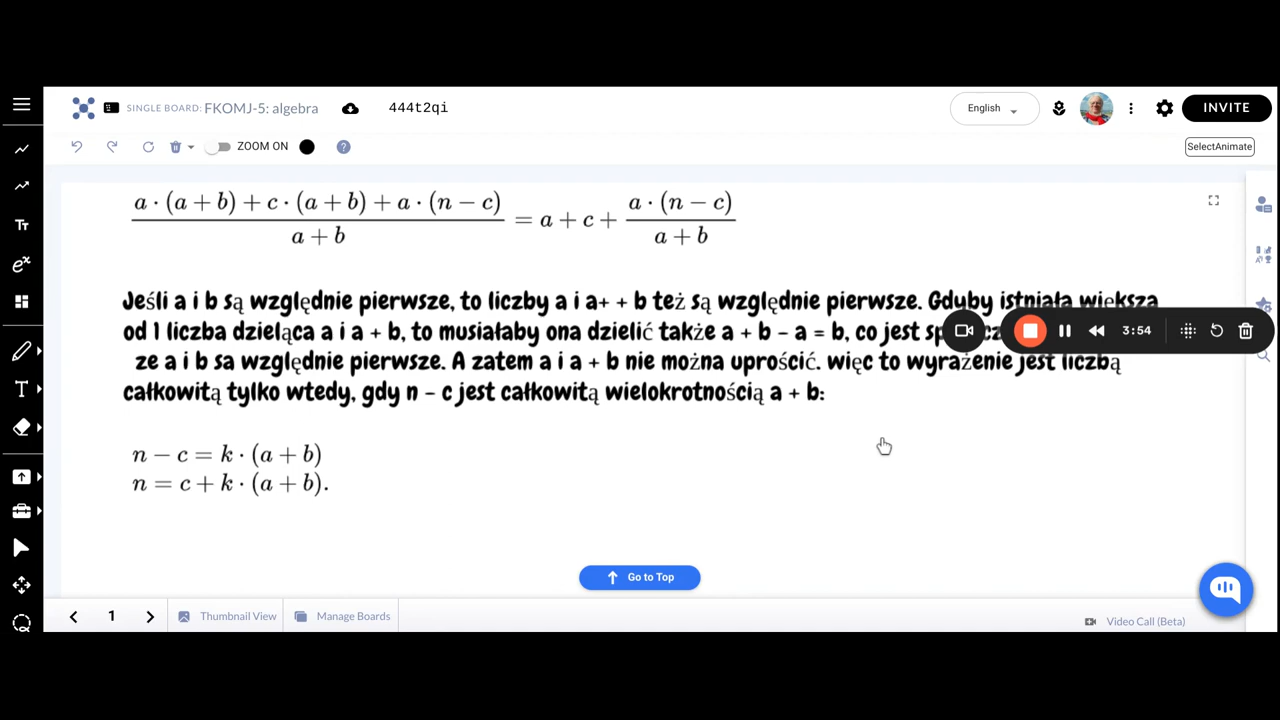 SINGLE BOARD: FKOMJ-5: algebra 444t2qi English INVITE
ZOOM ON SelectAnimate
a · (a + b) + c · (a + b) + a · (n − c) / a + b = a + c + a · (n − c) / a + b
Jeśli a i b są względnie pierwsze, to liczby a i a+ + b też są względnie pierwsze. Gdyby istniała większa
od 1 liczba dzieląca a i a + b, to musiałaby ona dzielić także a + b - a = b, co jest
3:54
ze a i b sa względnie pierwsze. A zatem a i a + b nie można uprościć. więc to wyrażenie jest liczbą
całkowitą tylko wtedy, gdy n - c jest całkowitą wielokrotnością a + b:
n − c = k · (a + b)
n = c + k · (a + b).
Go to Top
1 Thumbnail View Manage Boards Video Call (Beta)